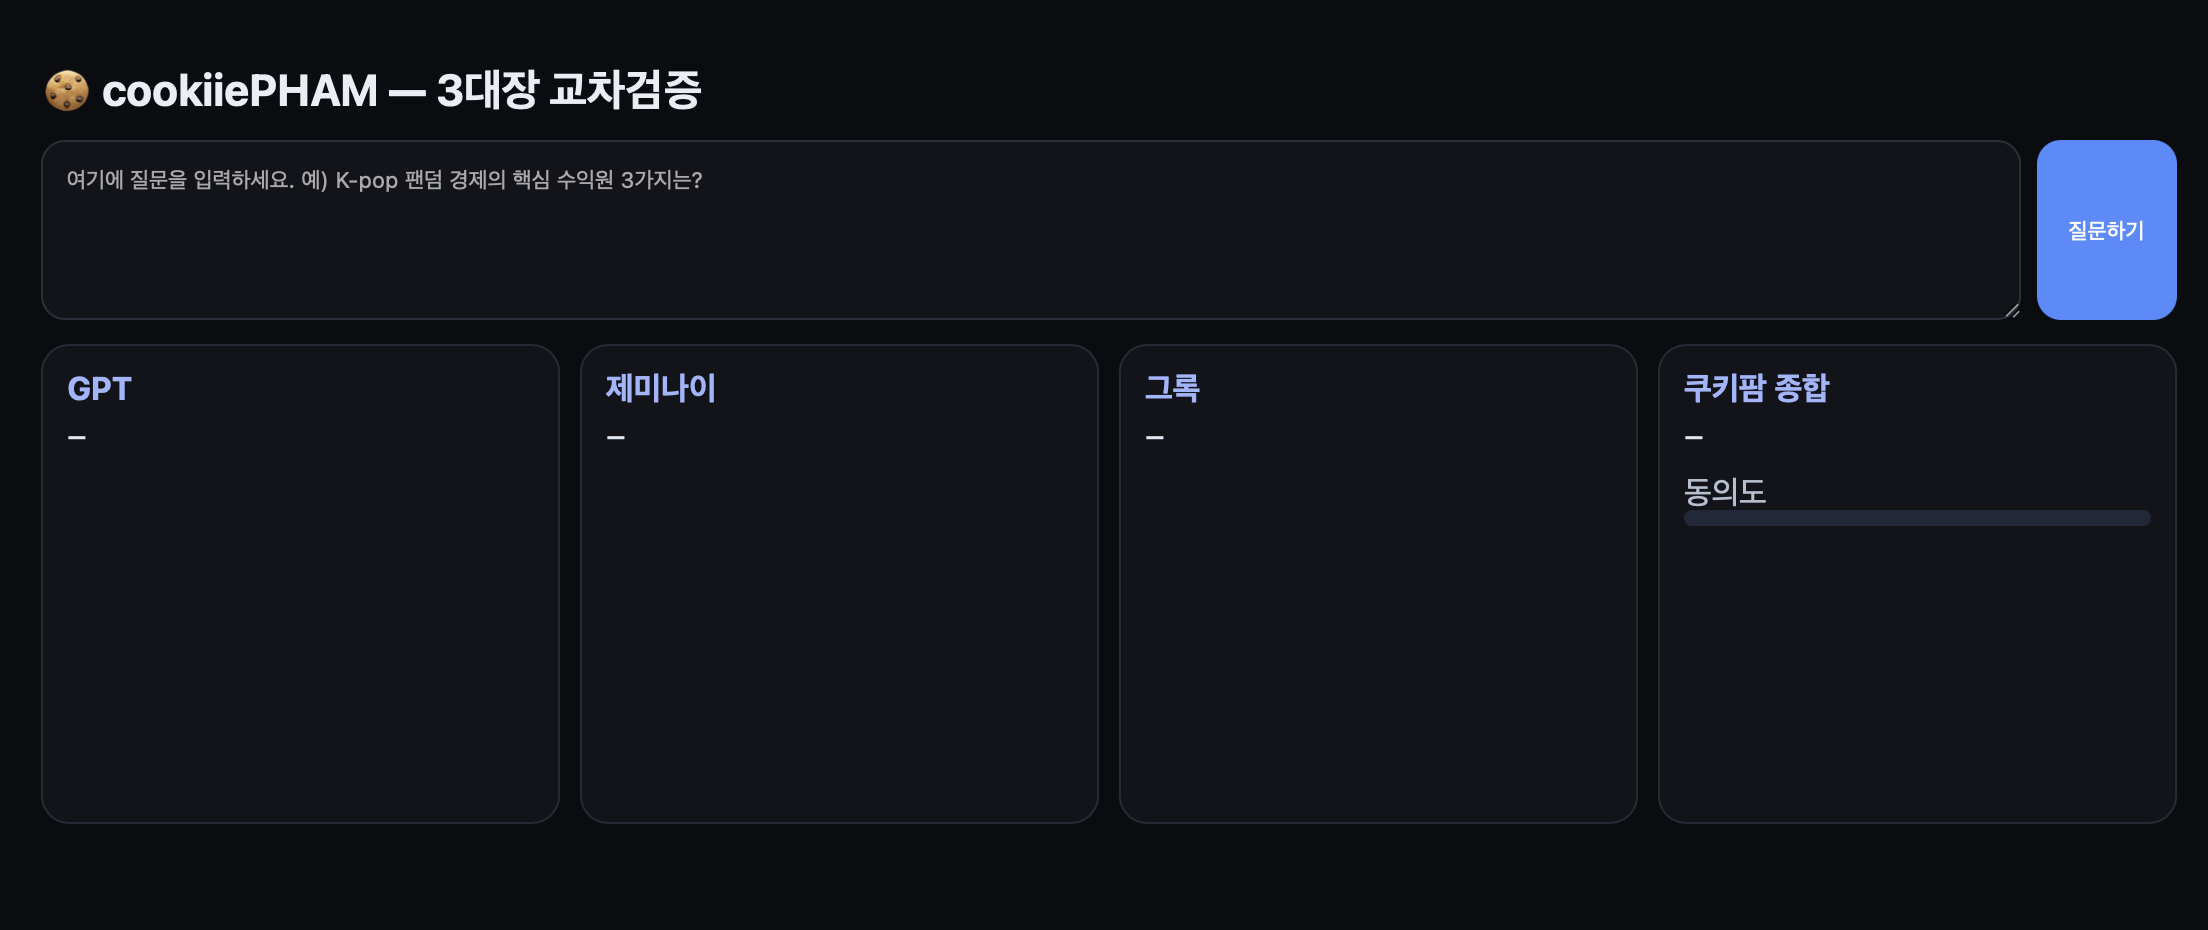 🍪 cookiiePHAM — 3대장 교차검증
여기에 질문을 입력하세요. 예) K-pop 팬덤 경제의 핵심 수익원 3가지는?
질문하기
GPT
–
제미나이
–
그록
–
쿠키팜 종합
–
동의도